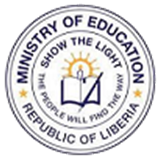 MINISTRY OF EDUCATION
SHOW THE LIGHT
THE PEOPLE WILL FIND THE WAY
REPUBLIC OF LIBERIA